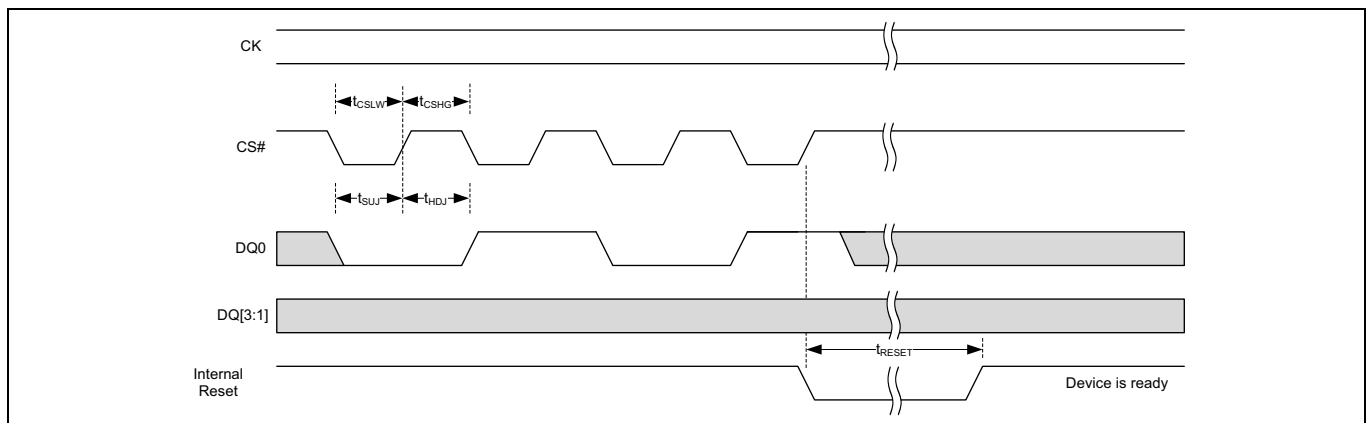 CK
tCSLW tCSHG
CS#
tSUJ tHDJ
DQ0
DQ[3:1]
tRESET
Internal
Reset
Device is ready